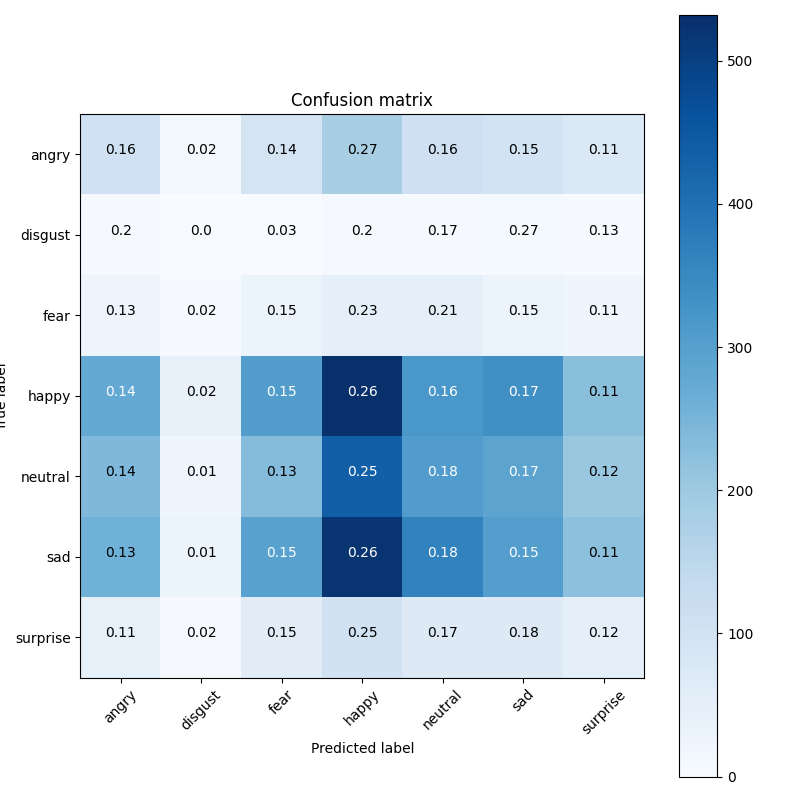 Confusion matrix
angry 0.16 0.02 0.14 0.27 0.16 0.15 0.11
disgust 0.2 0.0 0.03 0.2 0.17 0.27 0.13
fear 0.13 0.02 0.15 0.23 0.21 0.15 0.11
happy 0.14 0.02 0.15 0.26 0.16 0.17 0.11
neutral 0.14 0.01 0.13 0.25 0.18 0.17 0.12
sad 0.13 0.01 0.15 0.26 0.18 0.15 0.11
surprise 0.11 0.02 0.15 0.25 0.17 0.18 0.12
angry disgust fear happy neutral sad surprise
Predicted label
label
500
400
300
200
100
0